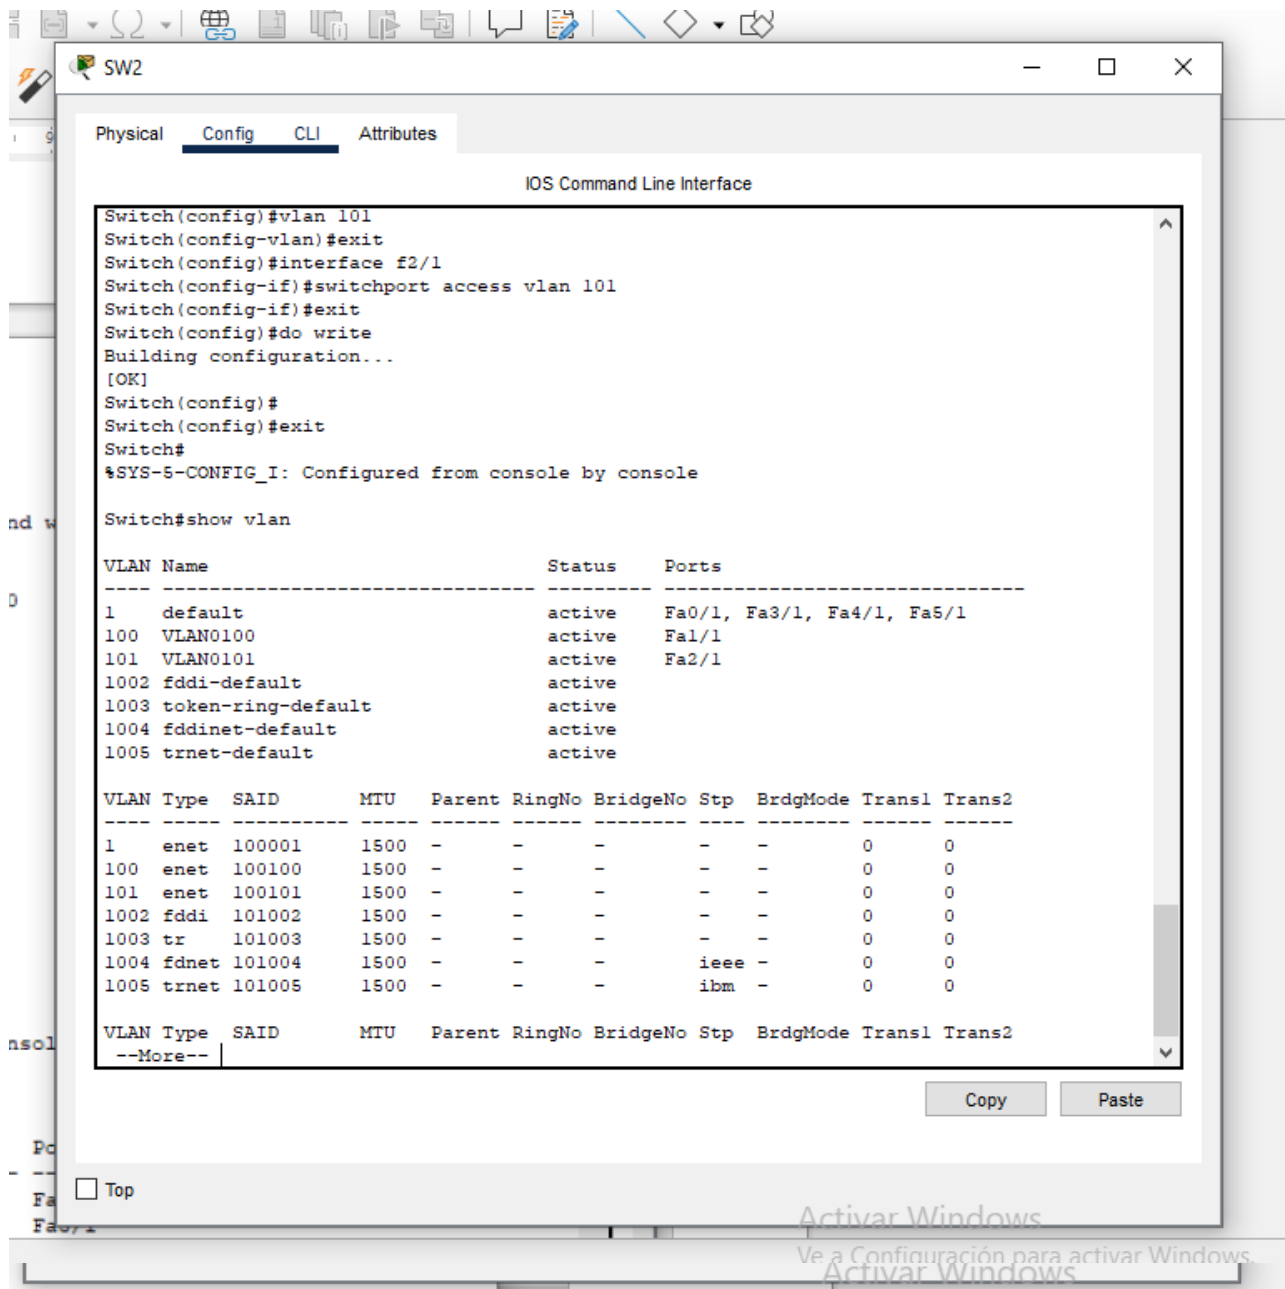 SW2
Physical Config CLI Attributes
IOS Command Line Interface
Switch(config)#vlan 101
Switch(config-vlan)#exit
Switch(config)#interface f2/1
Switch(config-if)#switchport access vlan 101
Switch(config-if)#exit
Switch(config)#do write
Building configuration...
[OK]
Switch(config)#
Switch(config)#exit
Switch#
%SYS-5-CONFIG_I: Configured from console by console
Switch#show vlan
VLAN Name Status Ports
---- -------------------------------- --------- -------------------------------
1 default active Fa0/1, Fa3/1, Fa4/1, Fa5/1
100 VLAN0100 active Fa1/1
101 VLAN0101 active Fa2/1
1002 fddi-default active
1003 token-ring-default active
1004 fddinet-default active
1005 trnet-default active
VLAN Type SAID MTU Parent RingNo BridgeNo Stp BrdgMode Trans1 Trans2
---- ----- ---------- ----- ------ ------ -------- ---- -------- ------ ------
1 enet 100001 1500 - - - - - 0 0
100 enet 100100 1500 - - - - - 0 0
101 enet 100101 1500 - - - - - 0 0
1002 fddi 101002 1500 - - - - - 0 0
1003 tr 101003 1500 - - - - - 0 0
1004 fdnet 101004 1500 - - - ieee - 0 0
1005 trnet 101005 1500 - - - ibm - 0 0
VLAN Type SAID MTU Parent RingNo BridgeNo Stp BrdgMode Trans1 Trans2
--More--
Copy Paste
Top
Activar Windows
Ve a Configuración para activar Windows.
Activar Windows